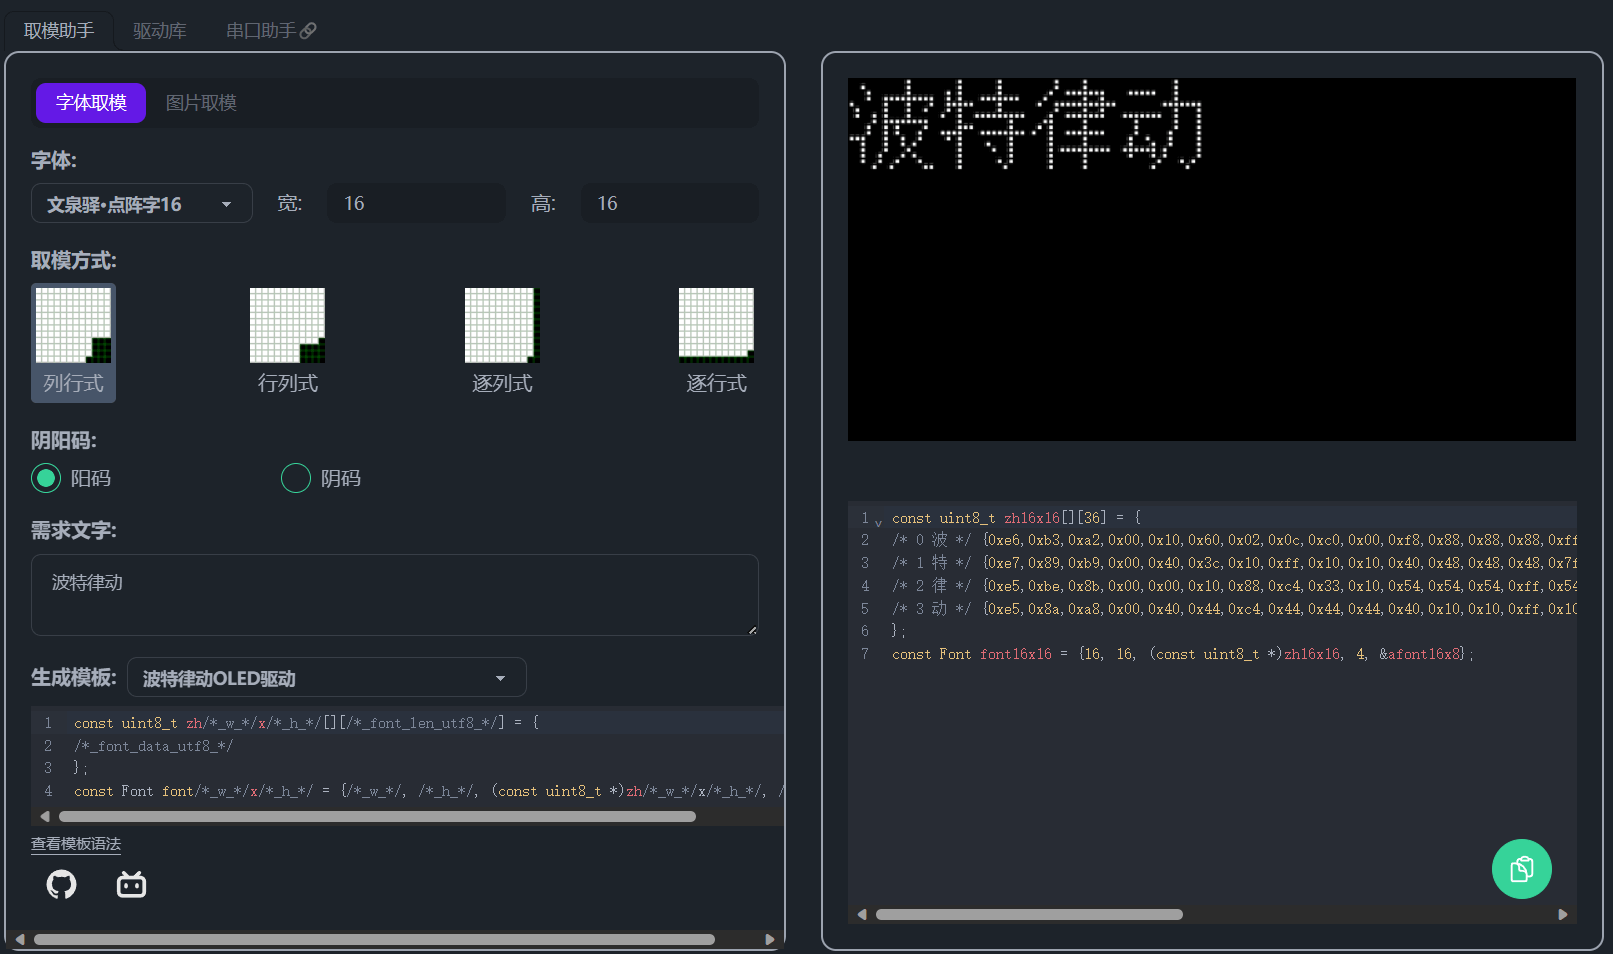 取模助手 驱动库 串口助手
字体取模 图片取模
字体:
文泉驿•点阵字16 宽: 16 高: 16
取模方式:
列行式 行列式 逐列式 逐行式
阴阳码:
阳码 阴码
需求文字:
波特律动
生成模板: 波特律动OLED驱动
1 const uint8_t zh/*_w_*/x/*_h_*/[][/*_font_len_utf8_*/] = {
2 /*_font_data_utf8_*/
3 };
4 const Font font/*_w_*/x/*_h_*/ = {/*_w_*/, /*_h_*/, (const uint8_t *)zh/*_w_*/x/*_h_*/, /
查看模板语法
波特律动
1 const uint8_t zh16x16[][36] = {
2 /* 0 波 */ {0xe6,0xb3,0xa2,0x00,0x10,0x60,0x02,0x0c,0xc0,0x00,0xf8,0x88,0x88,0x88,0xff
3 /* 1 特 */ {0xe7,0x89,0xb9,0x00,0x40,0x3c,0x10,0xff,0x10,0x10,0x40,0x48,0x48,0x48,0x7f
4 /* 2 律 */ {0xe5,0xbe,0x8b,0x00,0x00,0x10,0x88,0xc4,0x33,0x10,0x54,0x54,0x54,0xff,0x54
5 /* 3 动 */ {0xe5,0x8a,0xa8,0x00,0x40,0x44,0xc4,0x44,0x44,0x44,0x40,0x10,0x10,0xff,0x10
6 };
7 const Font font16x16 = {16, 16, (const uint8_t *)zh16x16, 4, &afont16x8};